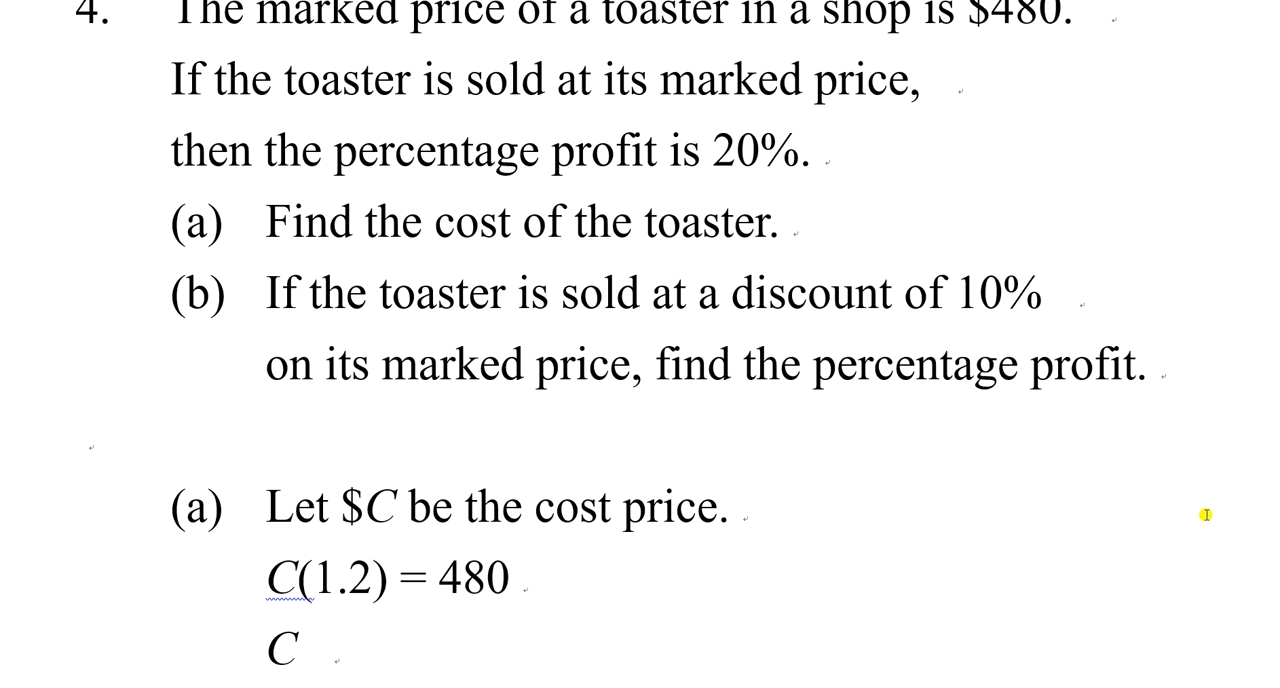 4. The marked price of a toaster in a shop is $480.
If the toaster is sold at its marked price,
then the percentage profit is 20%.
(a) Find the cost of the toaster.
(b) If the toaster is sold at a discount of 10%
on its marked price, find the percentage profit.
(a) Let $C be the cost price.
C(1.2) = 480
C